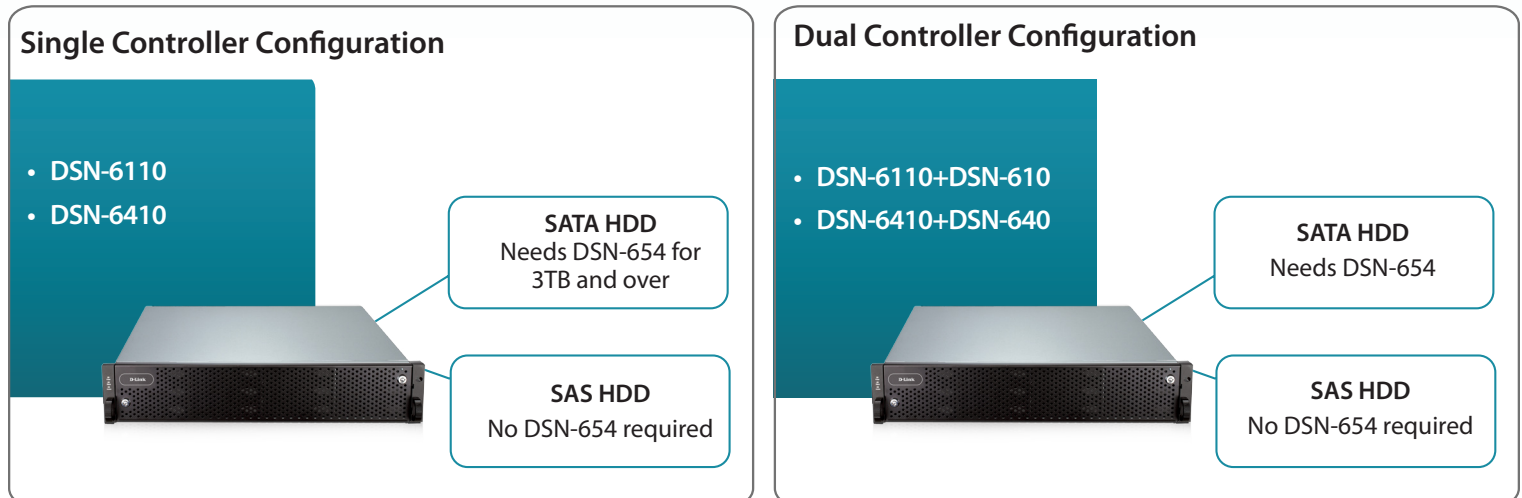 Single Controller Configuration
• DSN-6110
• DSN-6410
SATA HDD
Needs DSN-654 for
3TB and over
SAS HDD
No DSN-654 required
D-Link
Dual Controller Configuration
• DSN-6110+DSN-610
• DSN-6410+DSN-640
SATA HDD
Needs DSN-654
SAS HDD
No DSN-654 required
D-Link